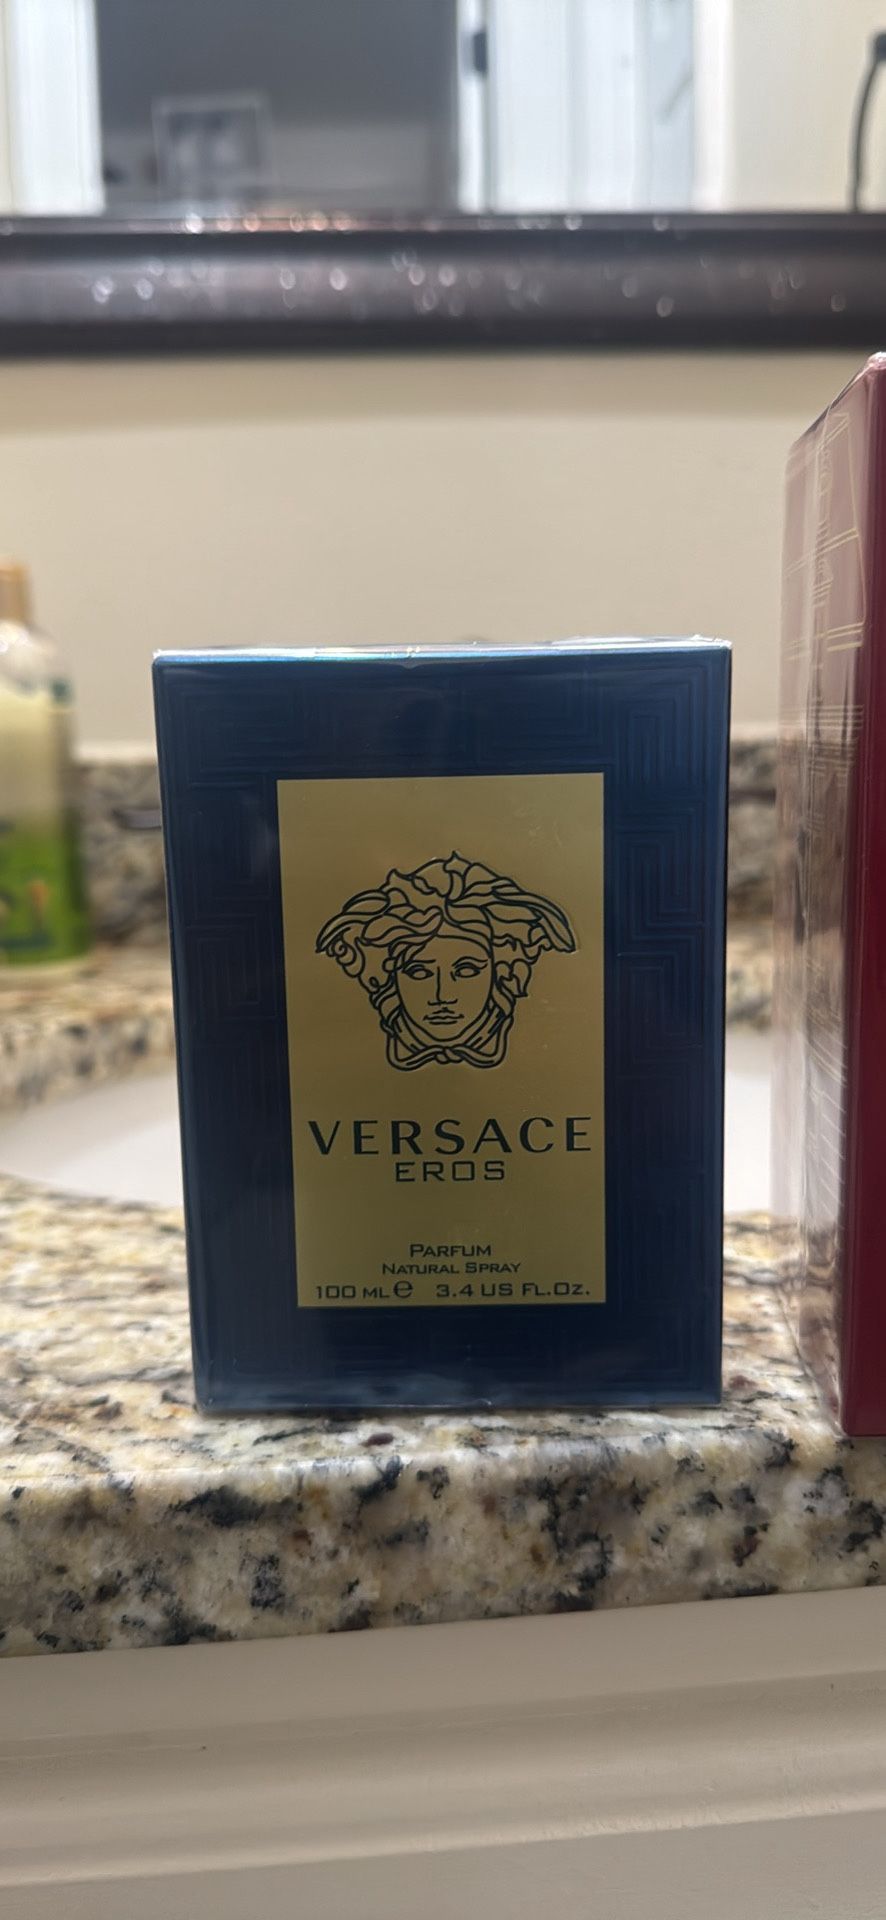 VERSACE
EROS
PARFUM
NATURAL SPRAY
100 ML e 3.4 US FL.OZ.